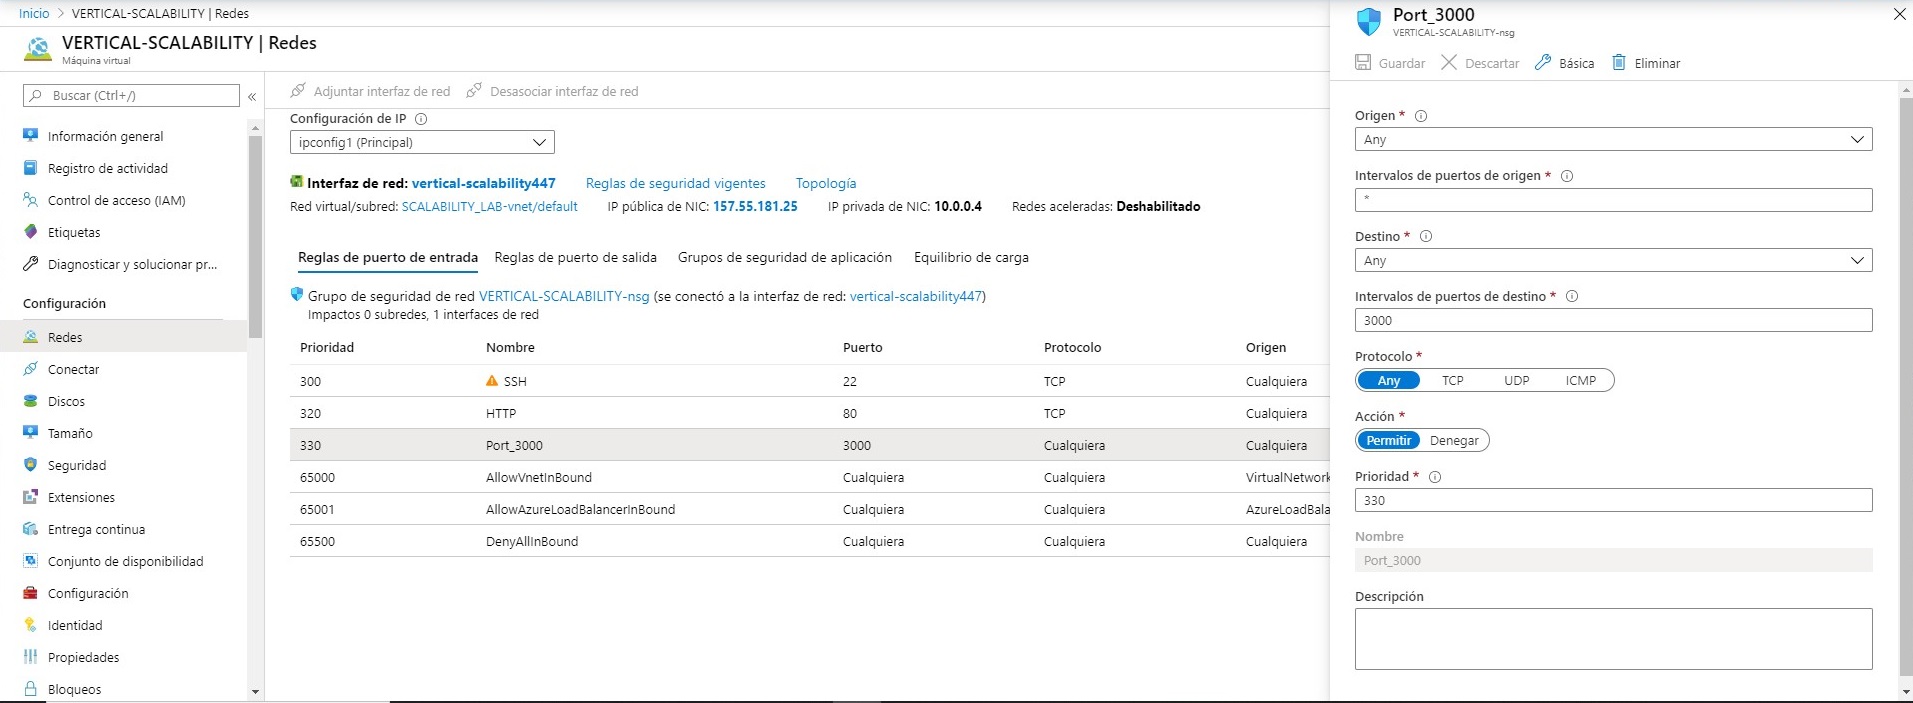 Inicio > VERTICAL-SCALABILITY | Redes
VERTICAL-SCALABILITY | Redes
Máquina virtual
Buscar (Ctrl+/)
«
Información general
Registro de actividad
Control de acceso (IAM)
Etiquetas
Diagnosticar y solucionar pr...
Configuración
Redes
Conectar
Discos
Tamaño
Seguridad
Extensiones
Entrega continua
Conjunto de disponibilidad
Configuración
Identidad
Propiedades
Bloqueos
Adjuntar interfaz de red Desasociar interfaz de red
Configuración de IP
ipconfig1 (Principal)
Interfaz de red: vertical-scalability447 Reglas de seguridad vigentes Topología
Red virtual/subred: SCALABILITY_LAB-vnet/default IP pública de NIC: 157.55.181.25 IP privada de NIC: 10.0.0.4 Redes aceleradas: Deshabilitado
Reglas de puerto de entrada Reglas de puerto de salida Grupos de seguridad de aplicación Equilibrio de carga
Grupo de seguridad de red VERTICAL-SCALABILITY-nsg (se conectó a la interfaz de red: vertical-scalability447)
Impactos 0 subredes, 1 interfaces de red
Prioridad Nombre Puerto Protocolo Origen
300 SSH 22 TCP Cualquiera
320 HTTP 80 TCP Cualquiera
330 Port_3000 3000 Cualquiera Cualquiera
65000 AllowVnetInBound Cualquiera Cualquiera VirtualNetwork
65001 AllowAzureLoadBalancerInBound Cualquiera Cualquiera AzureLoadBala
65500 DenyAllInBound Cualquiera Cualquiera Cualquiera
Port_3000
VERTICAL-SCALABILITY-nsg
Guardar Descartar Básica Eliminar
Origen *
Any
Intervalos de puertos de origen *
*
Destino *
Any
Intervalos de puertos de destino *
3000
Protocolo *
Any TCP UDP ICMP
Acción *
Permitir Denegar
Prioridad *
330
Nombre
Port_3000
Descripción